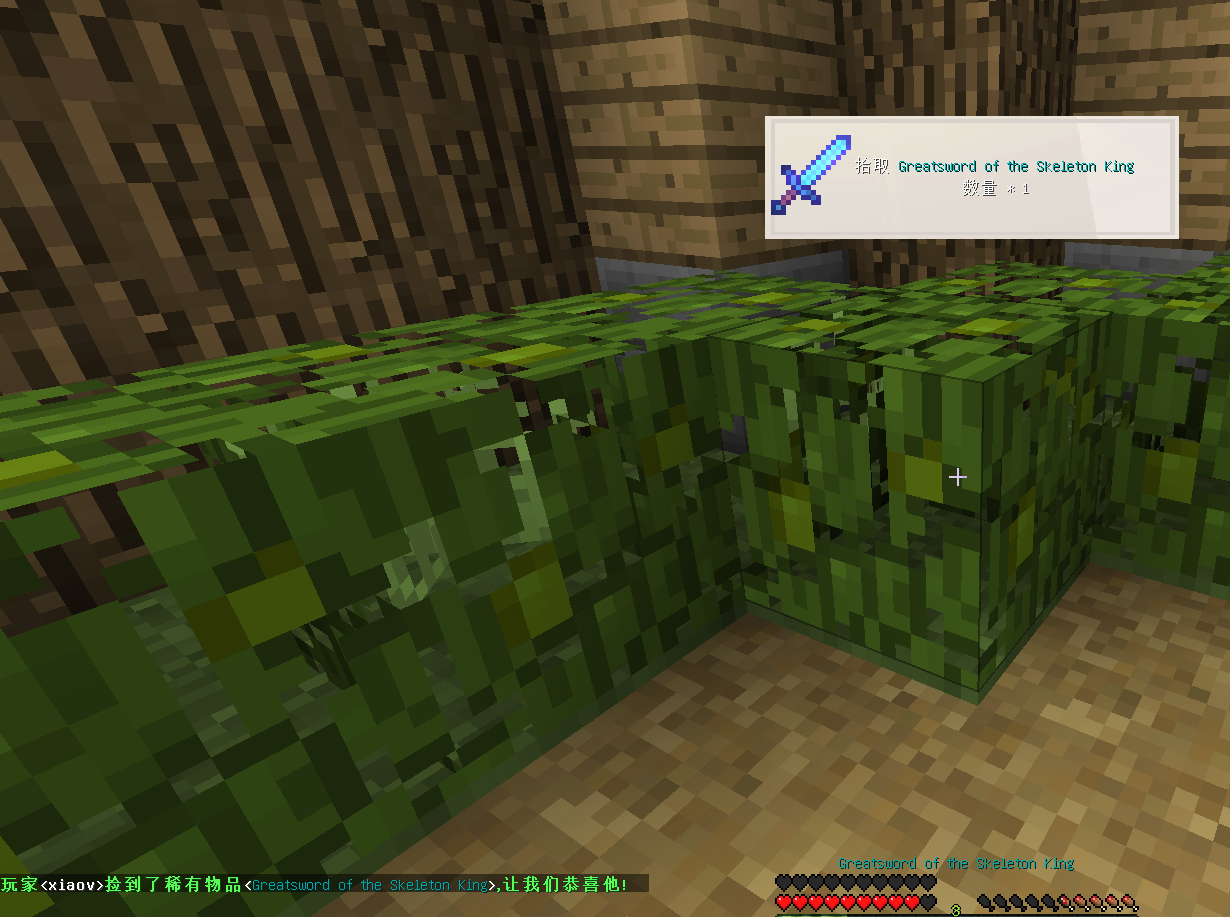 拾取 Greatsword of the Skeleton King
数量 * 1
Greatsword of the Skeleton King
玩家<xiaov>捡到了稀有物品<Greatsword of the Skeleton King>,让我们恭喜他!
8